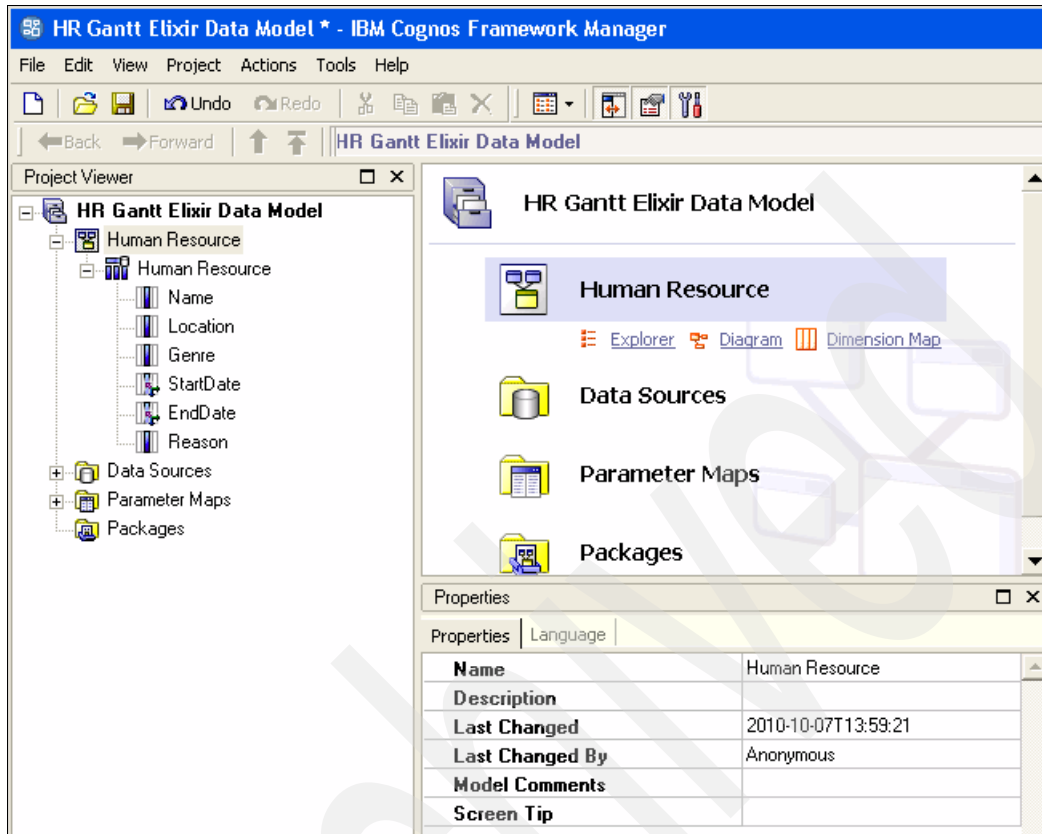 HR Gantt Elixir Data Model * - IBM Cognos Framework Manager
File Edit View Project Actions Tools Help
Undo Redo
Back Forward HR Gantt Elixir Data Model
Project Viewer
HR Gantt Elixir Data Model
Human Resource
Human Resource
Name
Location
Genre
StartDate
EndDate
Reason
Data Sources
Parameter Maps
Packages
HR Gantt Elixir Data Model
Human Resource
Explorer Diagram Dimension Map
Data Sources
Parameter Maps
Packages
Properties
Properties Language
Name Human Resource
Description
Last Changed 2010-10-07T13:59:21
Last Changed By Anonymous
Model Comments
Screen Tip